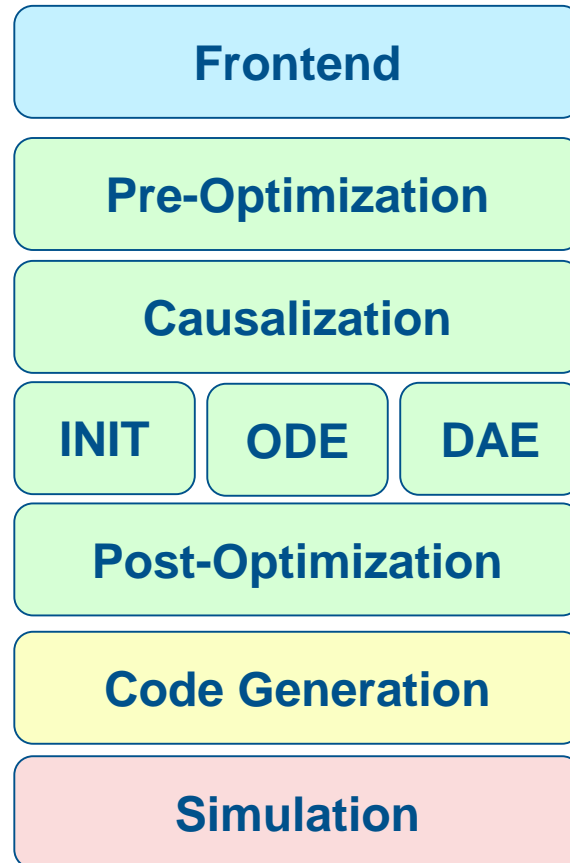 Frontend
Pre-Optimization
Causalization
INIT ODE DAE
Post-Optimization
Code Generation
Simulation